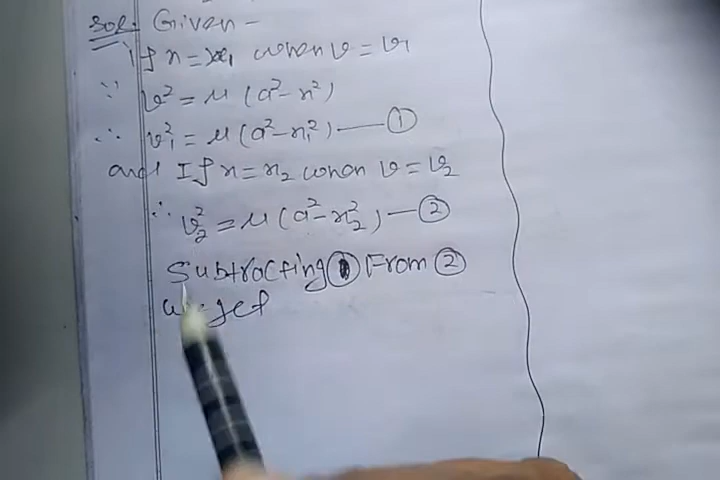 Sol. Given -
If x = x₁ when v = v₁
∵ v² = μ (a² - x²)
∴ v₁² = μ (a² - x₁²) — ①
and If x = x₂ when v = v₂
∴ v₂² = μ (a² - x₂²) — ②
Subtracting ① From ②
we get